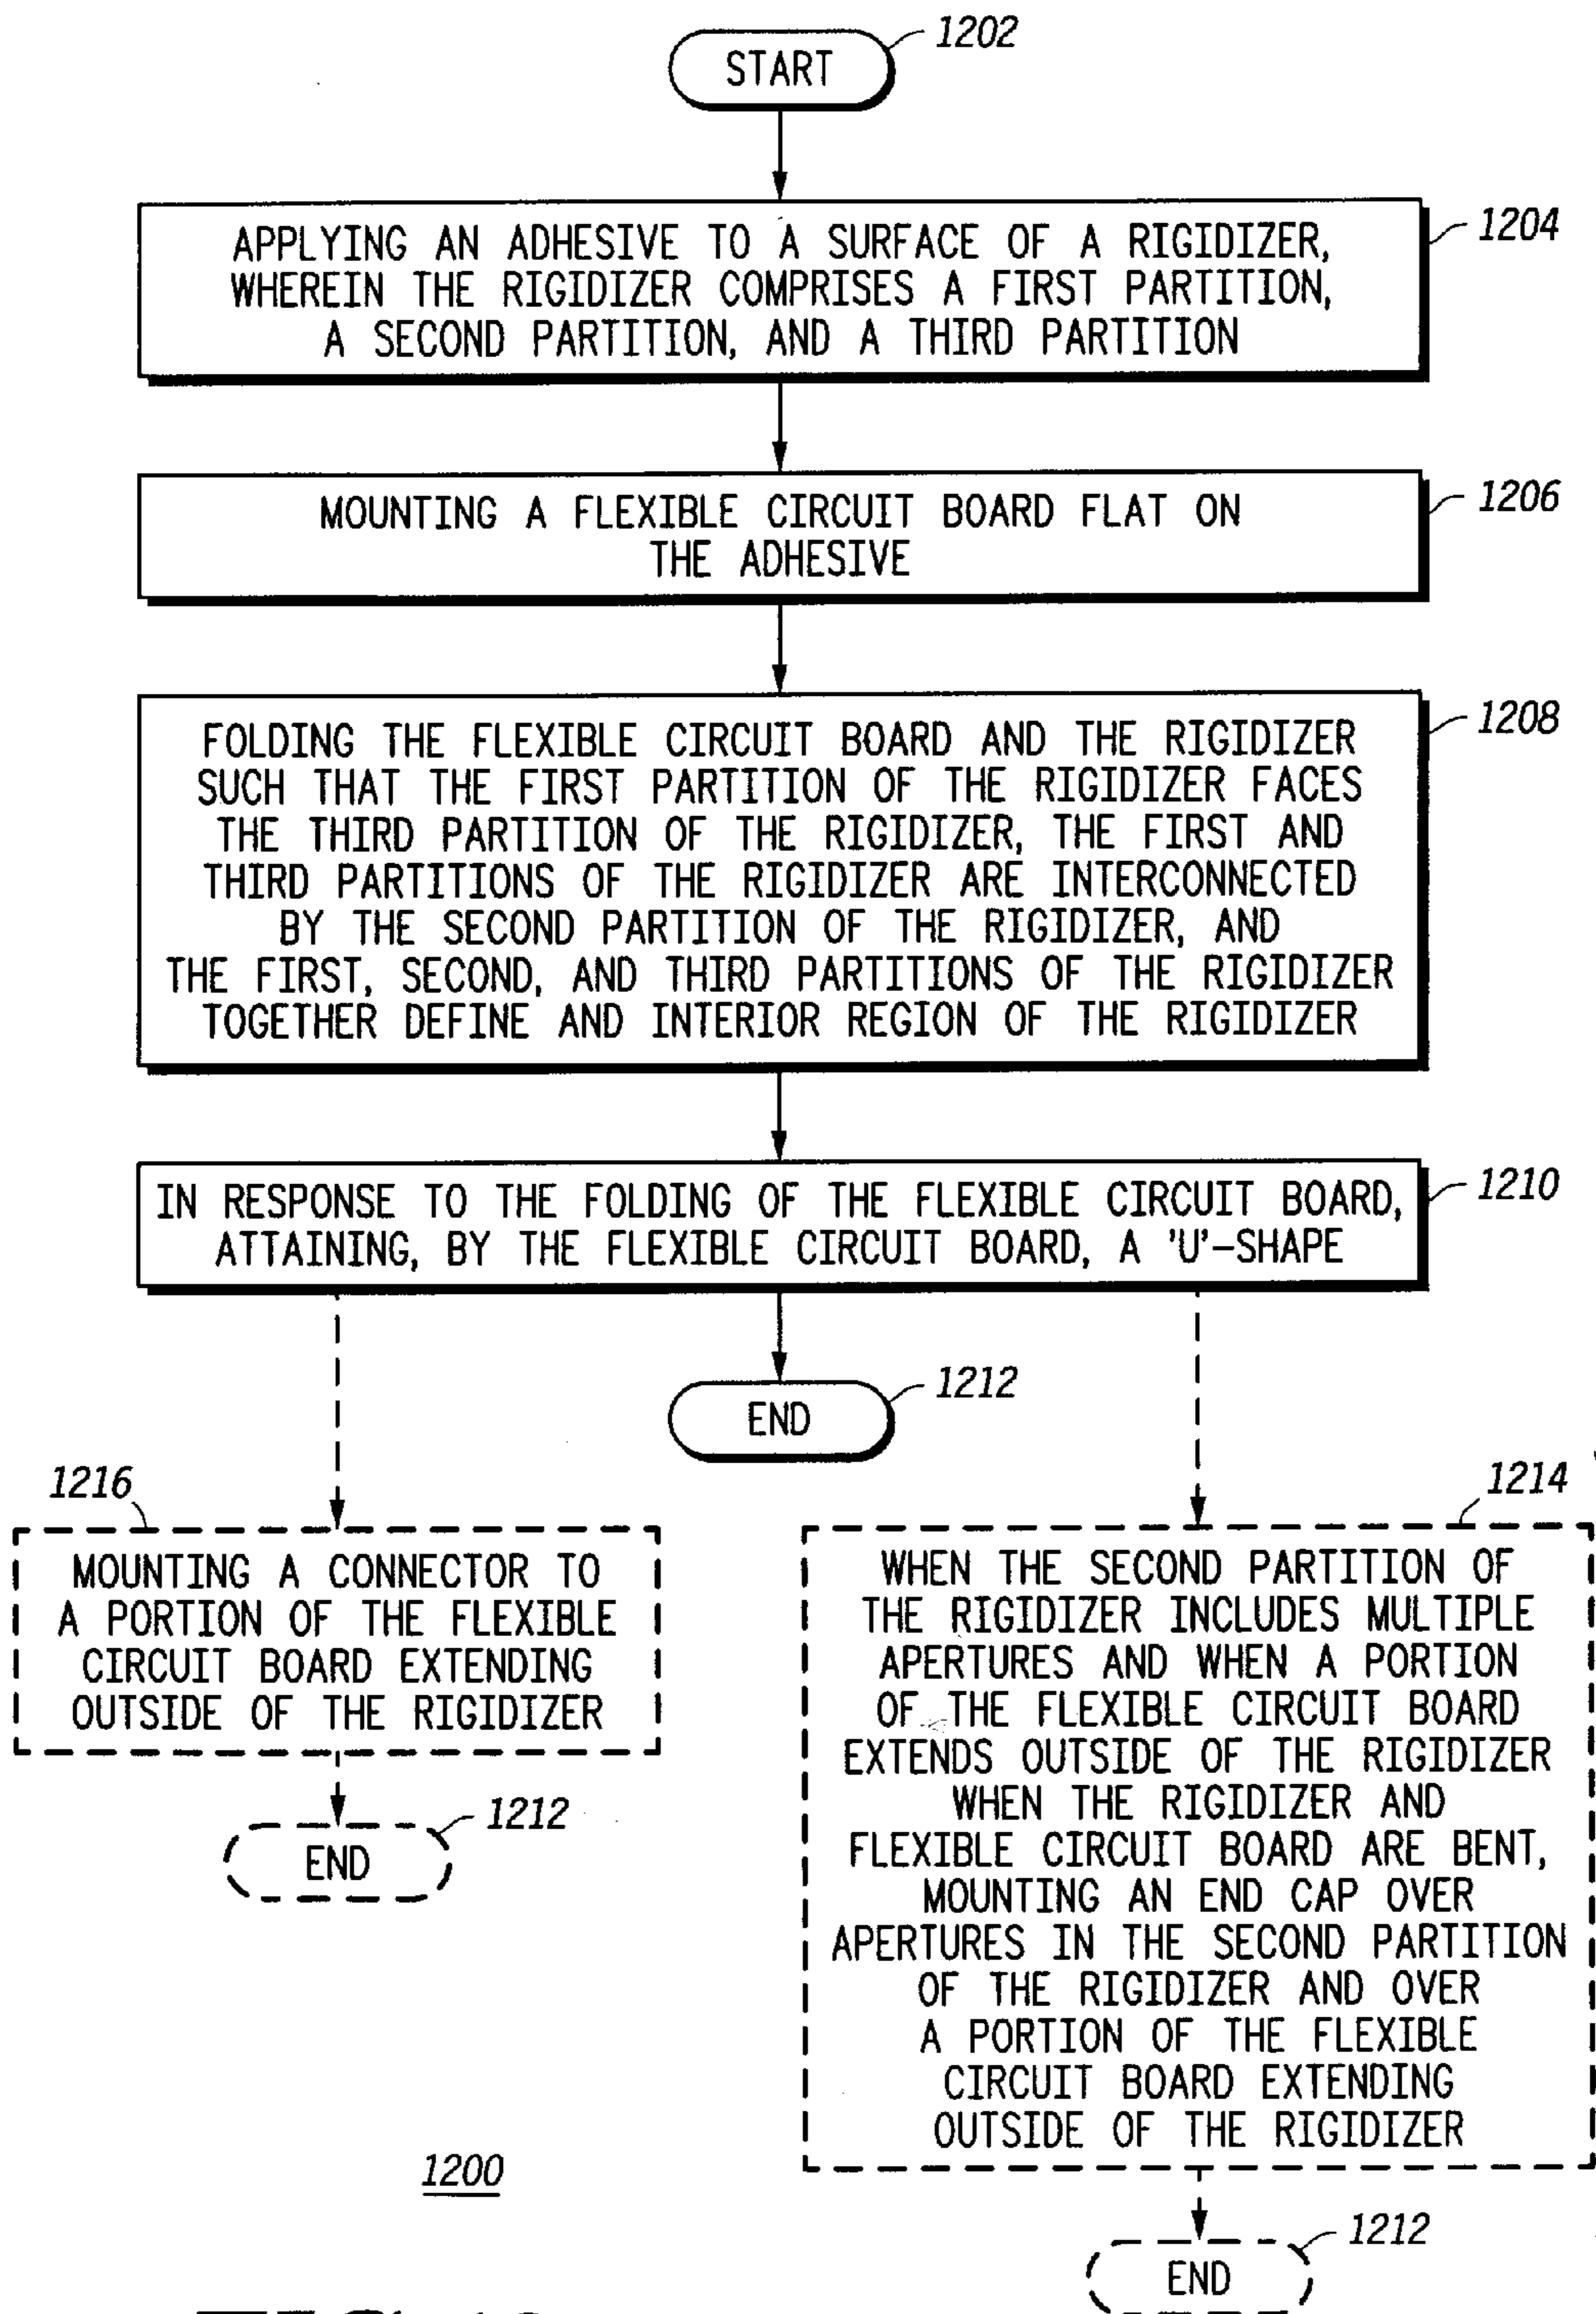 1202
START
1204
APPLYING AN ADHESIVE TO A SURFACE OF A RIGIDIZER,
WHEREIN THE RIGIDIZER COMPRISES A FIRST PARTITION,
A SECOND PARTITION, AND A THIRD PARTITION
1206
MOUNTING A FLEXIBLE CIRCUIT BOARD FLAT ON
THE ADHESIVE
1208
FOLDING THE FLEXIBLE CIRCUIT BOARD AND THE RIGIDIZER
SUCH THAT THE FIRST PARTITION OF THE RIGIDIZER FACES
THE THIRD PARTITION OF THE RIGIDIZER, THE FIRST AND
THIRD PARTITIONS OF THE RIGIDIZER ARE INTERCONNECTED
BY THE SECOND PARTITION OF THE RIGIDIZER, AND
THE FIRST, SECOND, AND THIRD PARTITIONS OF THE RIGIDIZER
TOGETHER DEFINE AND INTERIOR REGION OF THE RIGIDIZER
1210
IN RESPONSE TO THE FOLDING OF THE FLEXIBLE CIRCUIT BOARD,
ATTAINING, BY THE FLEXIBLE CIRCUIT BOARD, A 'U'-SHAPE
1212
END
1216
MOUNTING A CONNECTOR TO
A PORTION OF THE FLEXIBLE
CIRCUIT BOARD EXTENDING
OUTSIDE OF THE RIGIDIZER
1212
END
1214
WHEN THE SECOND PARTITION OF
THE RIGIDIZER INCLUDES MULTIPLE
APERTURES AND WHEN A PORTION
OF THE FLEXIBLE CIRCUIT BOARD
EXTENDS OUTSIDE OF THE RIGIDIZER
WHEN THE RIGIDIZER AND
FLEXIBLE CIRCUIT BOARD ARE BENT,
MOUNTING AN END CAP OVER
APERTURES IN THE SECOND PARTITION
OF THE RIGIDIZER AND OVER
A PORTION OF THE FLEXIBLE
CIRCUIT BOARD EXTENDING
OUTSIDE OF THE RIGIDIZER
1200
1212
END